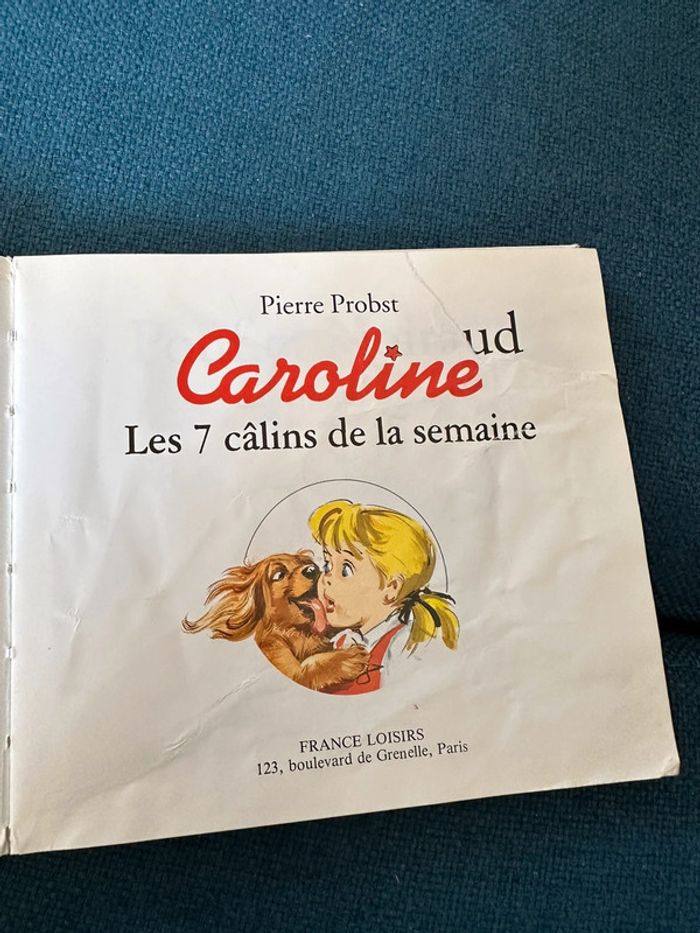 Pierre Probst
ud
Caroline
Les 7 câlins de la semaine
FRANCE LOISIRS
123, boulevard de Grenelle, Paris